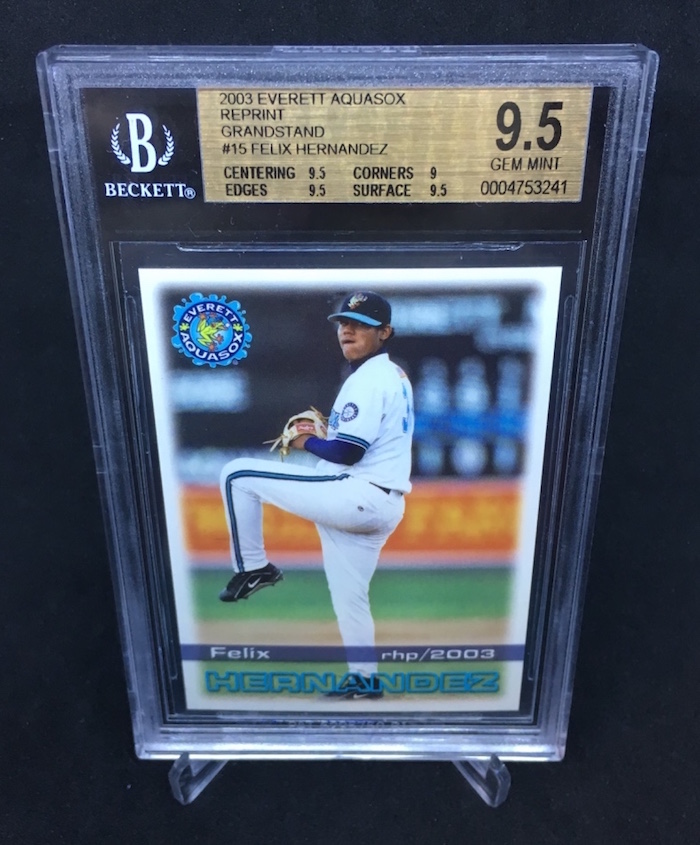 2003 EVERETT AQUASOX
REPRINT
GRANDSTAND
#15 FELIX HERNANDEZ
CENTERING 9.5 CORNERS 9
EDGES 9.5 SURFACE 9.5
9.5
GEM MINT
0004753241
B
BECKETT®
EVERETT
AQUASOX
Felix rhp/2003
HERNANDEZ